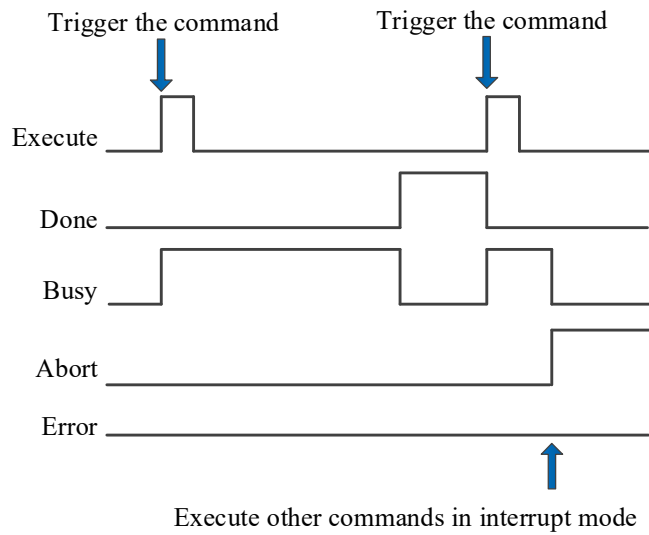 Trigger the command
Trigger the command
Execute
Done
Busy
Abort
Error
Execute other commands in interrupt mode